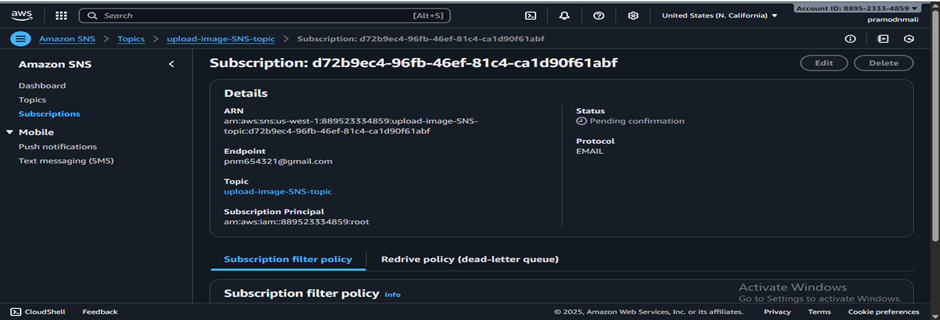 aws
Search [Alt+S]
United States (N. California)
Account ID: 8895-2333-4859
pramodnmali
Amazon SNS > Topics > upload-image-SNS-topic > Subscription: d72b9ec4-96fb-46ef-81c4-ca1d90f61abf
Amazon SNS
Dashboard
Topics
Subscriptions
Mobile
Push notifications
Text messaging (SMS)
Subscription: d72b9ec4-96fb-46ef-81c4-ca1d90f61abf
Edit
Delete
Details
ARN
arn:aws:sns:us-west-1:889523334859:upload-image-SNS-
topic:d72b9ec4-96fb-46ef-81c4-ca1d90f61abf
Endpoint
pnm654321@gmail.com
Topic
upload-image-SNS-topic
Subscription Principal
arn:aws:iam::889523334859:root
Status
Pending confirmation
Protocol
EMAIL
Subscription filter policy
Redrive policy (dead-letter queue)
Subscription filter policy Info
Activate Windows
Go to Settings to activate Windows.
CloudShell Feedback
© 2025, Amazon Web Services, Inc. or its affiliates. Privacy Terms Cookie preferences